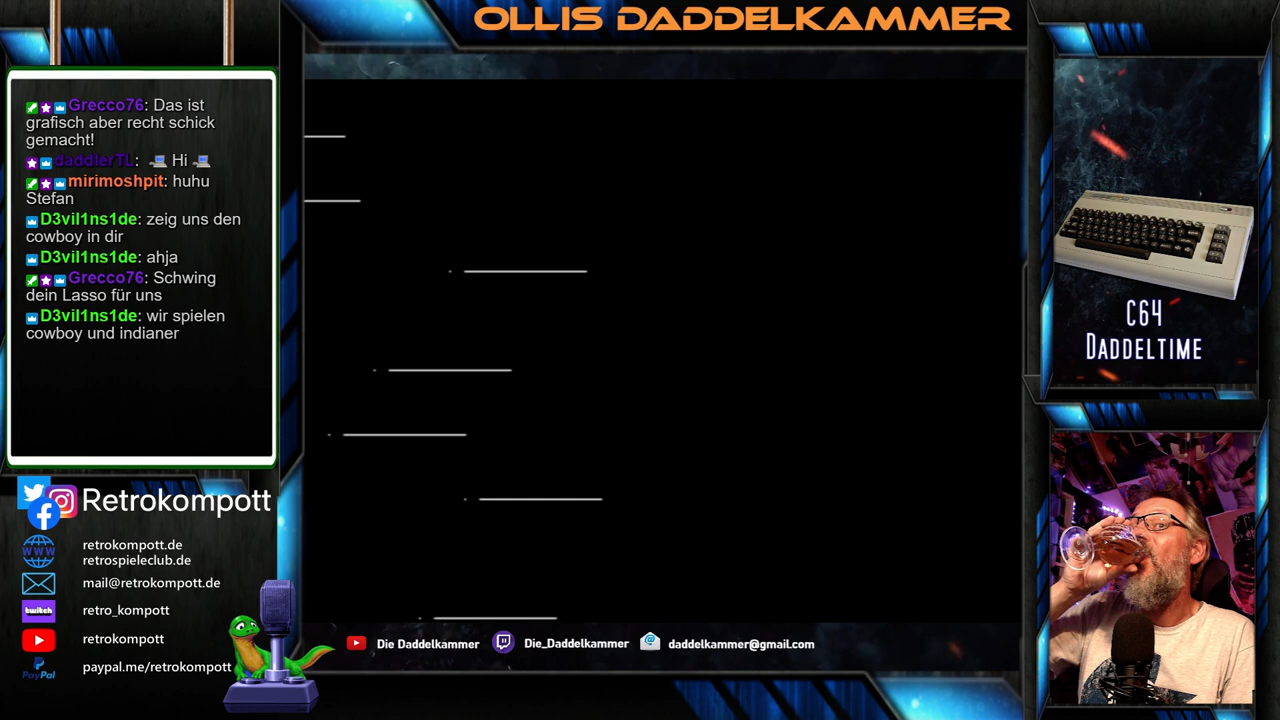 OLLIS DADDELKAMMER
Grecco76: Das ist
grafisch aber recht schick
gemacht!
daddlerTL: Hi
mirimoshpit: huhu
Stefan
D3vil1ns1de: zeig uns den
cowboy in dir
D3vil1ns1de: ahja
Grecco76: Schwing
dein Lasso für uns
D3vil1ns1de: wir spielen
cowboy und indianer
C64
DADDELTIME
Retrokompott
WWW
retrokompott.de
retrospieleclub.de
mail@retrokompott.de
twitch
retro_kompott
retrokompott
PayPal
paypal.me/retrokompott
Die Daddelkammer
Die_Daddelkammer
daddelkammer@gmail.com